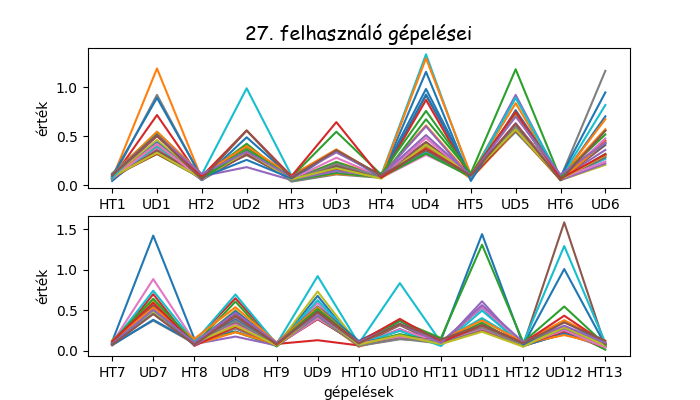 27. felhasználó gépelései
érték
1.0
0.5
0.0
HT1 UD1 HT2 UD2 HT3 UD3 HT4 UD4 HT5 UD5 HT6 UD6
érték
1.5
1.0
0.5
0.0
HT7 UD7 HT8 UD8 HT9 UD9 HT10 UD10 HT11 UD11 HT12 UD12 HT13
gépelések